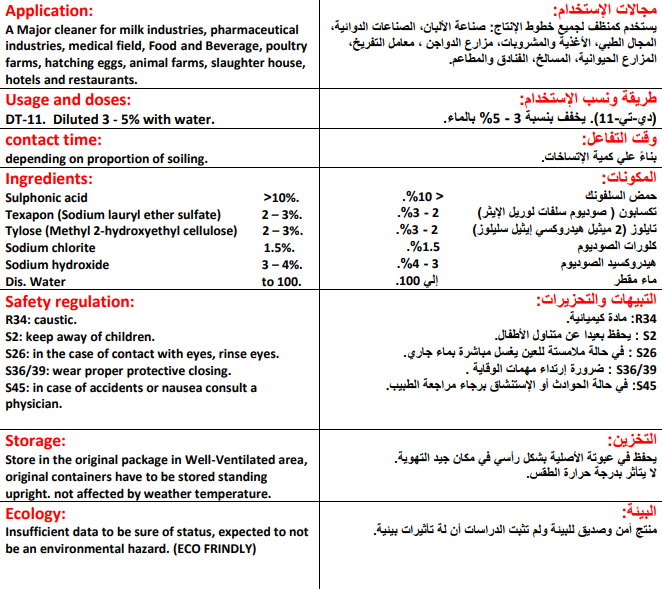 Application:
A Major cleaner for milk industries, pharmaceutical
industries, medical field, Food and Beverage, poultry
farms, hatching eggs, animal farms, slaughter house,
hotels and restaurants.
مجالات الإستخدام:
يستخدم كمنظف لجميع خطوط الإنتاج: صناعة الألبان، الصناعات الدوائية،
المجال الطبي، الأغذية والمشروبات، مزارع الدواجن ، معامل التفريخ،
المزارع الحيوانية، المسالخ، الفنادق والمطاعم.
Usage and doses:
DT-11. Diluted 3 - 5% with water.
طريقة ونسب الإستخدام:
(دي-تي-11). يخفف بنسبة 3 - 5% بالماء.
contact time:
depending on proportion of soiling.
وقت التفاعل:
بناءً علي كمية الإتساخات.
Ingredients:
Sulphonic acid >10%.
Texapon (Sodium lauryl ether sulfate) 2 – 3%.
Tylose (Methyl 2-hydroxyethyl cellulose) 2 – 3%.
Sodium chlorite 1.5%.
Sodium hydroxide 3 – 4%.
Dis. Water to 100.
المكونات:
حمض السلفونك > 10%.
تكسابون ( صوديوم سلفات لوريل الإيثر) 2 - 3%.
تايلوز (2 ميثيل هيدروكسي إيثيل سليلوز) 2 - 3%.
كلورات الصوديوم 1.5%.
هيدروكسيد الصوديوم 3 - 4%.
ماء مقطر إلي 100.
Safety regulation:
R34: caustic.
S2: keep away of children.
S26: in the case of contact with eyes, rinse eyes.
S36/39: wear proper protective closing.
S45: in case of accidents or nausea consult a
physician.
التبيهات والتحزيرات:
R34: مادة كيميائية.
S2 : يحفظ بعيدا عن متناول الأطفال.
S26 : في حالة ملامستة للعين يغسل مباشرة بماء جاري.
S36/39 : ضرورة إرتداء مهمات الوقاية .
S45: في حالة الحوادث أو الإستنشاق برجاء مراجعة الطبيب.
Storage:
Store in the original package in Well-Ventilated area,
original containers have to be stored standing
upright. not affected by weather temperature.
التخزين:
يحفظ في عبوتة الأصلية بشكل رأسي في مكان جيد التهوية.
لا يتأثر بدرجة حرارة الطقس.
Ecology:
Insufficient data to be sure of status, expected to not
be an environmental hazard. (ECO FRINDLY)
البيئة:
منتج أمن وصديق للبيئة ولم تثبت الدراسات أن لة تأثيرات بيئية.